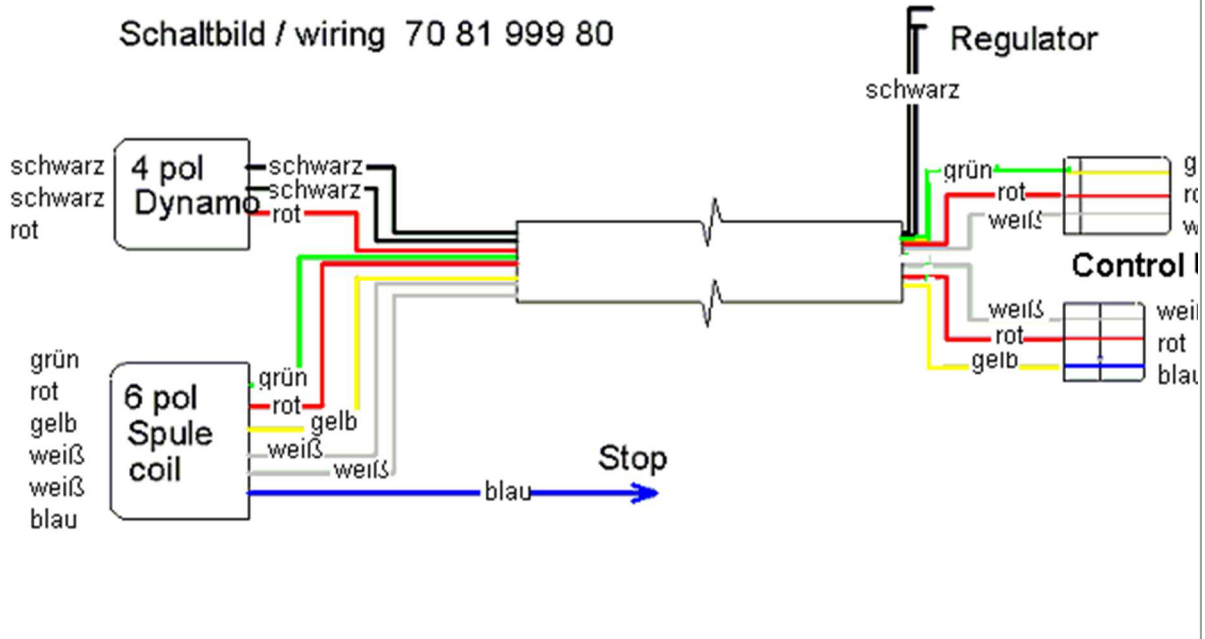 Schaltbild / wiring 70 81 999 80
Regulator
schwarz
schwarz
schwarz
rot
4 pol
Dynamo
schwarz
schwarz
rot
grün
rot
weiß
Control
weiß
rot
gelb
rot
grün
rot
gelb
weiß
weiß
blau
6 pol
Spule
coil
grün
rot
gelb
weiß
weiß
blau
Stop